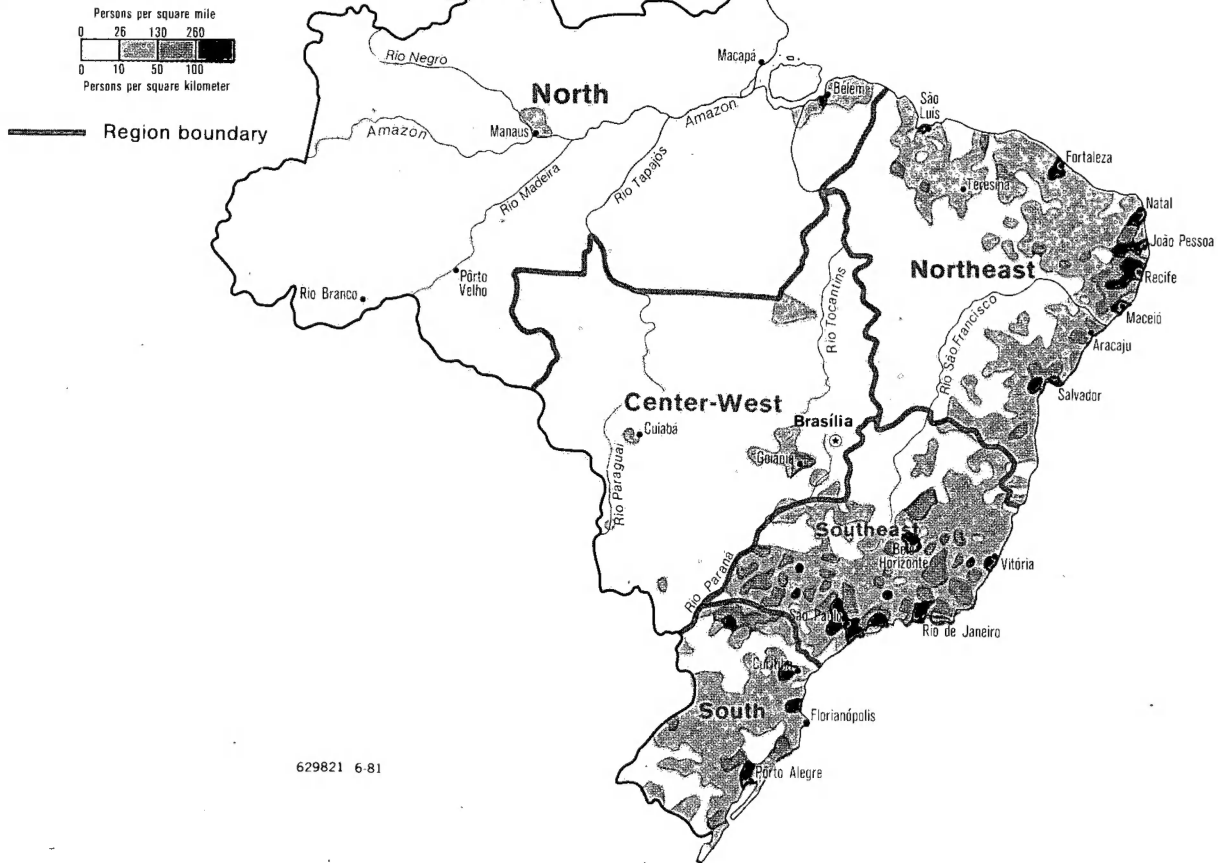 Persons per square mile
0 26 130 260
0 10 50 100
Persons per square kilometer
Region boundary
Rio Negro
Macapá
North
Belém
São
Luis
Amazon
Amazon
Manaus
Fortaleza
Rio Madeira
Rio Tapajós
Teresina
Natal
João Pessoa
Northeast
Recife
Pôrto
Velho
Rio Branco
Rio Tocantins
Rio São Francisco
Maceió
Aracaju
Center-West
Salvador
Brasília
Cuiabá
Goiânia
Rio Paraguai
Southeast
Belo
Horizonte
Vitória
Rio Paraná
São Paulo
Rio de Janeiro
Curitiba
South
Florianópolis
Pôrto Alegre
629821 6-81